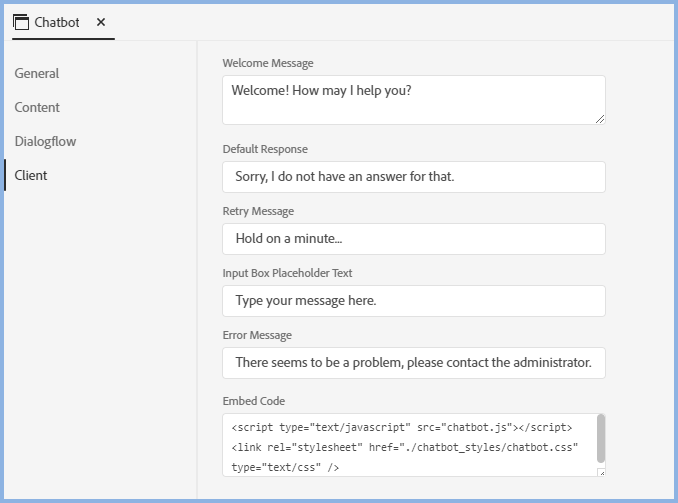 Chatbot
General
Content
Dialogflow
Client
Welcome Message
Welcome! How may I help you?
Default Response
Sorry, I do not have an answer for that.
Retry Message
Hold on a minute...
Input Box Placeholder Text
Type your message here.
Error Message
There seems to be a problem, please contact the administrator.
Embed Code
<script type="text/javascript" src="chatbot.js"></script>
<link rel="stylesheet" href="./chatbot_styles/chatbot.css"
type="text/css" />